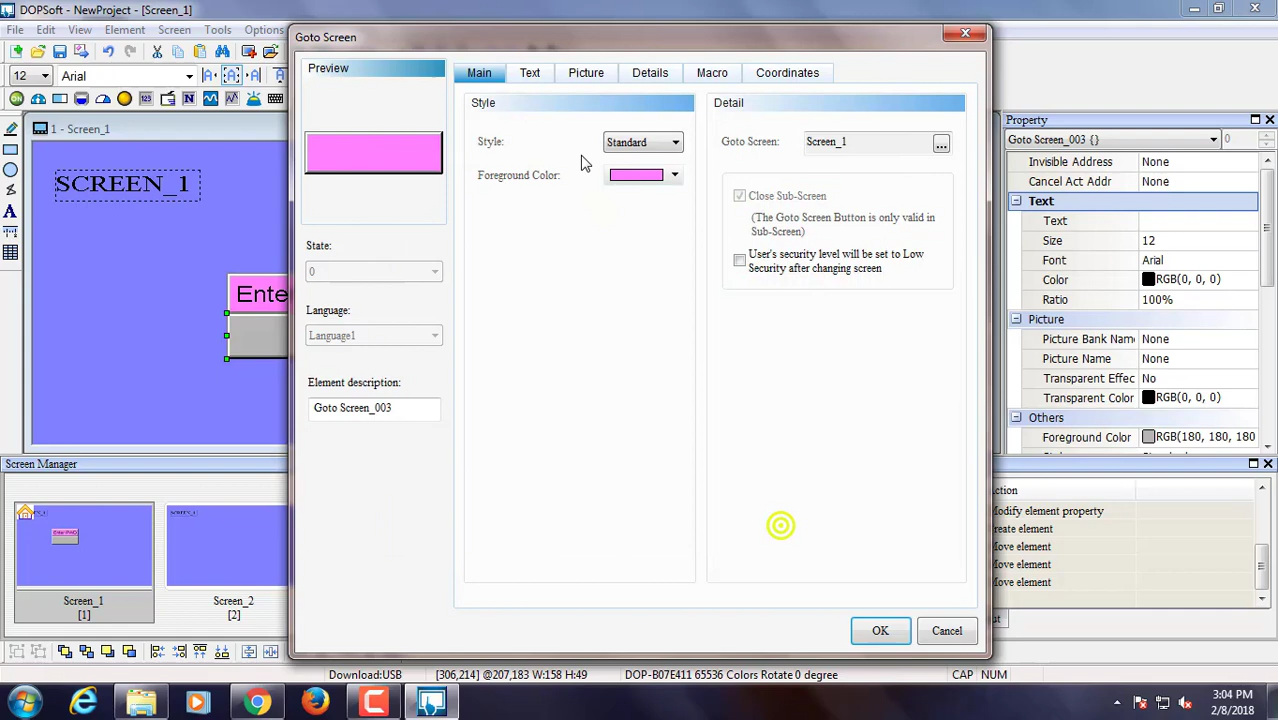 DOPSoft - NewProject - [Screen_1]
File Edit View Element Screen Tools Options
12 Arial
1 - Screen_1
SCREEN_1
Ente
Screen Manager
Enter PWD
Screen_1
[1]
Screen_2
[2]
Goto Screen
Preview
State:
0
Language:
Language1
Element description:
Goto Screen_003
Main Text Picture Details Macro Coordinates
Style
Style: Standard
Foreground Color:
Detail
Goto Screen: Screen_1 ...
Close Sub-Screen
(The Goto Screen Button is only valid in
Sub-Screen)
User's security level will be set to Low
Security after changing screen
OK Cancel
Property
Goto Screen_003 {} 0
Invisible Address None
Cancel Act Addr None
Text
Text
Size 12
Font Arial
Color RGB(0, 0, 0)
Ratio 100%
Picture
Picture Bank Name None
Picture Name None
Transparent Effec No
Transparent Color RGB(0, 0, 0)
Others
Foreground Color RGB(180, 180, 180
ction
Modify element property
reate element
Move element
Move element
Move element
ut
Download:USB [306,214] @207,183 W:158 H:49 DOP-B07E411 65536 Colors Rotate 0 degree CAP NUM
3:04 PM
2/8/2018